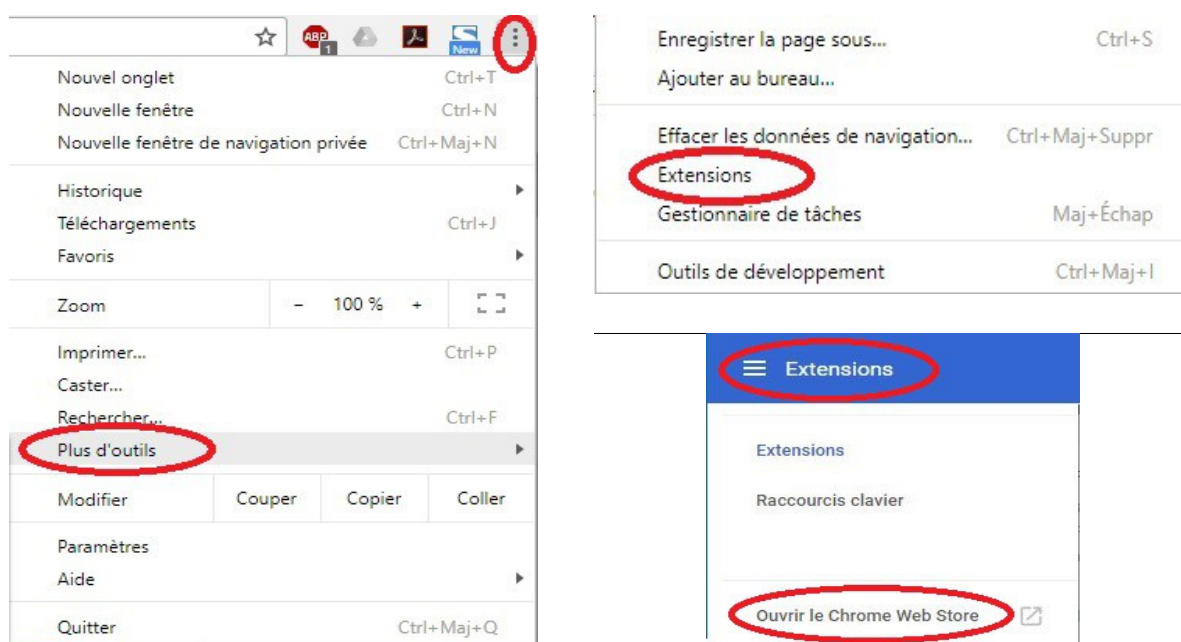 ABP
1
New
Nouvel onglet Ctrl+T
Nouvelle fenêtre Ctrl+N
Nouvelle fenêtre de navigation privée Ctrl+Maj+N
Historique
Téléchargements Ctrl+J
Favoris
Zoom - 100 % +
Imprimer... Ctrl+P
Caster...
Rechercher... Ctrl+F
Plus d'outils
Modifier Couper Copier Coller
Paramètres
Aide
Quitter Ctrl+Maj+Q
Enregistrer la page sous... Ctrl+S
Ajouter au bureau...
Effacer les données de navigation... Ctrl+Maj+Suppr
Extensions
Gestionnaire de tâches Maj+Échap
Outils de développement Ctrl+Maj+I
Extensions
Extensions
Raccourcis clavier
Ouvrir le Chrome Web Store